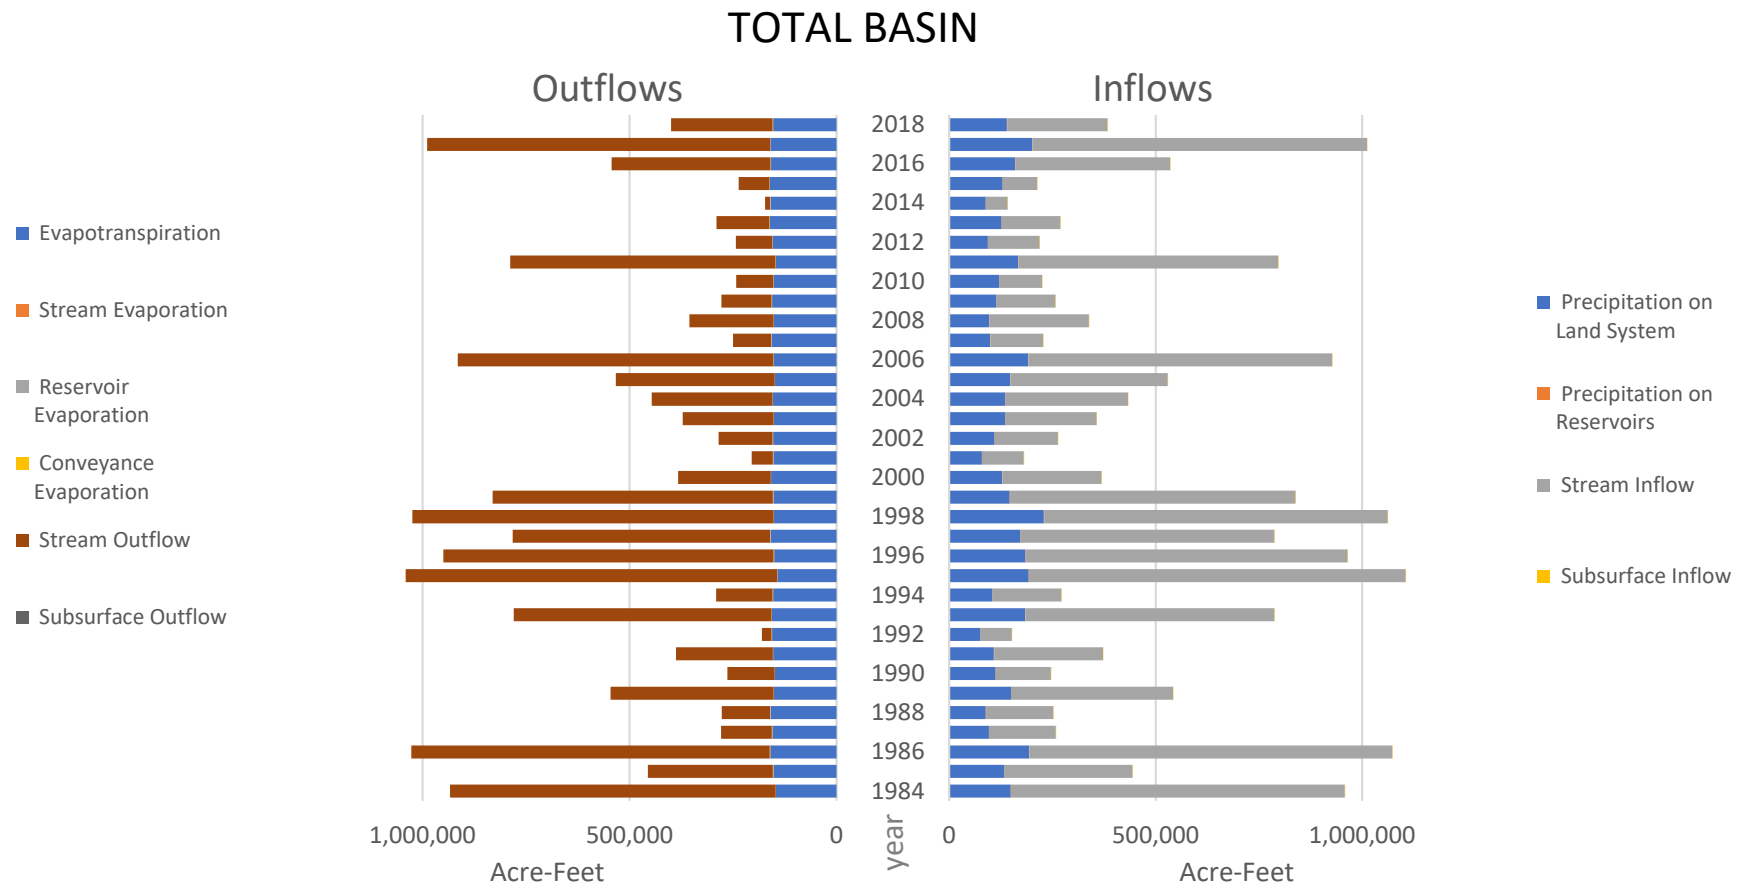 TOTAL BASIN
Outflows
Inflows
Evapotranspiration
Stream Evaporation
Reservoir
Evaporation
Conveyance
Evaporation
Stream Outflow
Subsurface Outflow
2018
2016
2014
2012
2010
2008
2006
2004
2002
2000
1998
1996
1994
1992
1990
1988
1986
1984
Precipitation on
Land System
Precipitation on
Reservoirs
Stream Inflow
Subsurface Inflow
1,000,000
500,000
0
year
0
500,000
1,000,000
Acre-Feet
Acre-Feet